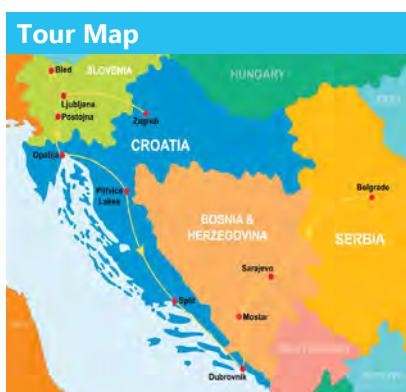 Tour Map
Bled
SLOVENIA
HUNGARY
Ljubljana
Postojna
Zagreb
CROATIA
Opatija
Plitvice
Lakes
Belgrade
BOSNIA &
HERZEGOVINA
SERBIA
Sarajevo
Split
Mostar
Dubrovnik